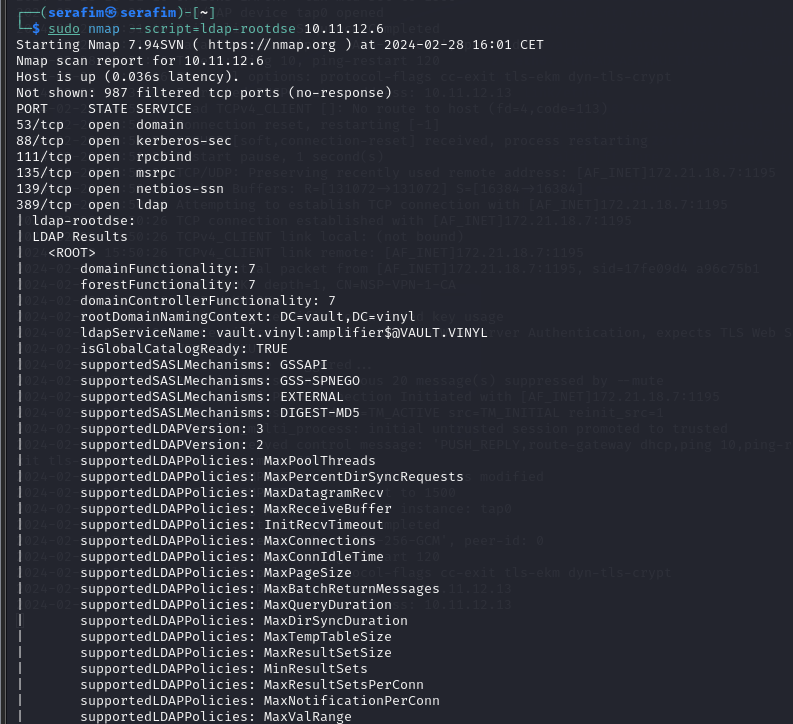 ┌──(serafim㉿serafim)-[~]
└─$ sudo nmap --script=ldap-rootdse 10.11.12.6
Starting Nmap 7.94SVN ( https://nmap.org ) at 2024-02-28 16:01 CET
Nmap scan report for 10.11.12.6
Host is up (0.036s latency).
Not shown: 987 filtered tcp ports (no-response)
PORT    STATE SERVICE
53/tcp  open  domain
88/tcp  open  kerberos-sec
111/tcp open  rpcbind
135/tcp open  msrpc
139/tcp open  netbios-ssn
389/tcp open  ldap
| ldap-rootdse:
| LDAP Results
|   <ROOT>
|       domainFunctionality: 7
|       forestFunctionality: 7
|       domainControllerFunctionality: 7
|       rootDomainNamingContext: DC=vault,DC=vinyl
|       ldapServiceName: vault.vinyl:amplifier$@VAULT.VINYL
|       isGlobalCatalogReady: TRUE
|       supportedSASLMechanisms: GSSAPI
|       supportedSASLMechanisms: GSS-SPNEGO
|       supportedSASLMechanisms: EXTERNAL
|       supportedSASLMechanisms: DIGEST-MD5
|       supportedLDAPVersion: 3
|       supportedLDAPVersion: 2
|       supportedLDAPPolicies: MaxPoolThreads
|       supportedLDAPPolicies: MaxPercentDirSyncRequests
|       supportedLDAPPolicies: MaxDatagramRecv
|       supportedLDAPPolicies: MaxReceiveBuffer
|       supportedLDAPPolicies: InitRecvTimeout
|       supportedLDAPPolicies: MaxConnections
|       supportedLDAPPolicies: MaxConnIdleTime
|       supportedLDAPPolicies: MaxPageSize
|       supportedLDAPPolicies: MaxBatchReturnMessages
|       supportedLDAPPolicies: MaxQueryDuration
|       supportedLDAPPolicies: MaxDirSyncDuration
|       supportedLDAPPolicies: MaxTempTableSize
|       supportedLDAPPolicies: MaxResultSetSize
|       supportedLDAPPolicies: MinResultSets
|       supportedLDAPPolicies: MaxResultSetsPerConn
|       supportedLDAPPolicies: MaxNotificationPerConn
|       supportedLDAPPolicies: MaxValRange